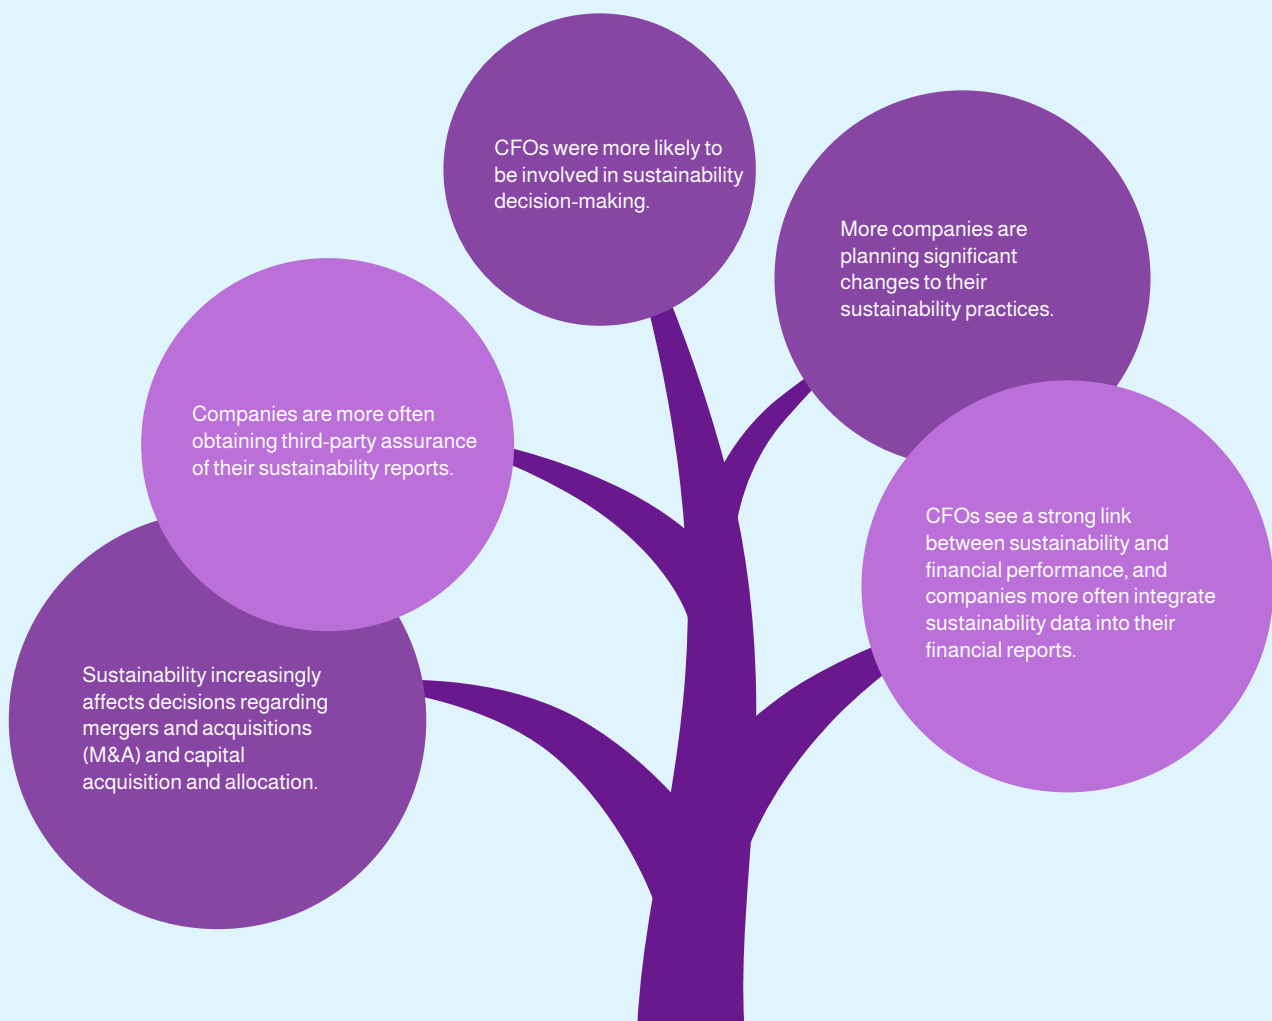 CFOs were more likely to
be involved in sustainability
decision-making.
More companies are
planning significant
changes to their
sustainability practices.
Companies are more often
obtaining third-party assurance
of their sustainability reports.
CFOs see a strong link
between sustainability and
financial performance, and
companies more often integrate
sustainability data into their
financial reports.
Sustainability increasingly
affects decisions regarding
mergers and acquisitions
(M&A) and capital
acquisition and allocation.